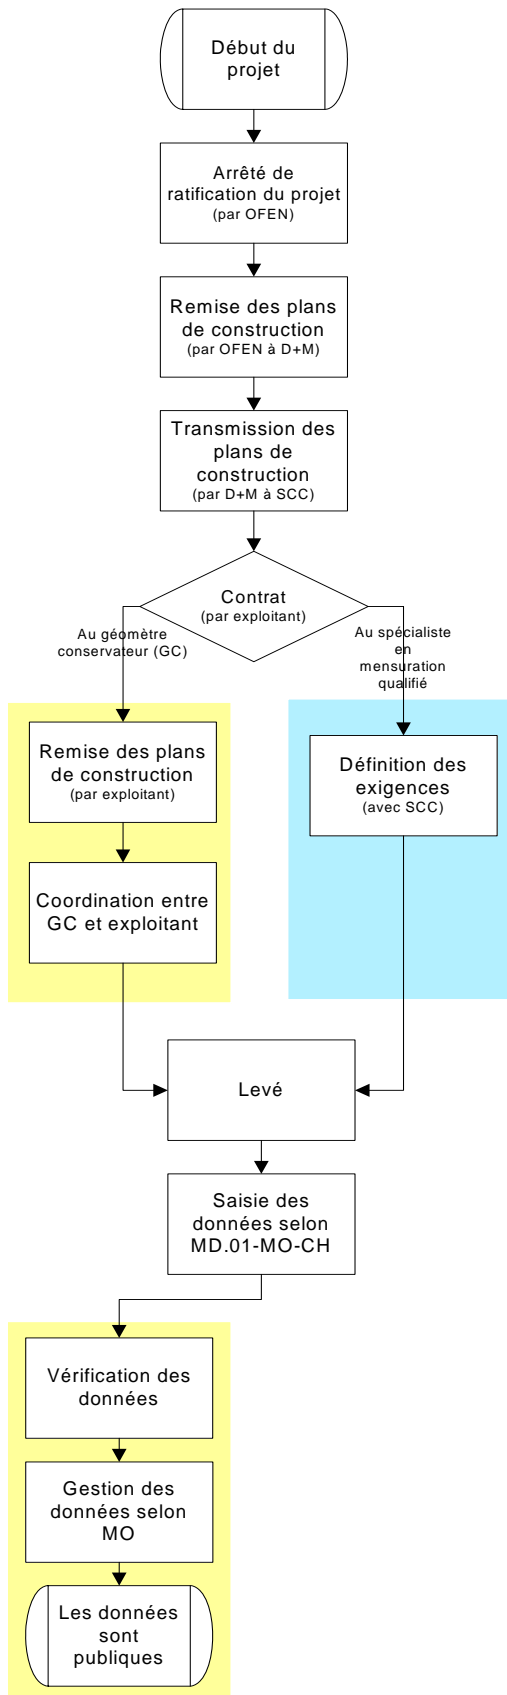 Début du
projet
Arrêté de
ratification du projet
(par OFEN)
Remise des plans
de construction
(par OFEN à D+M)
Transmission des
plans de
construction
(par D+M à SCC)
Contrat
(par exploitant)
Au géomètre
conservateur (GC)
Au spécialiste
en
mensuration
qualifié
Remise des plans
de construction
(par exploitant)
Définition des
exigences
(avec SCC)
Coordination entre
GC et exploitant
Levé
Saisie des
données selon
MD.01-MO-CH
Vérification des
données
Gestion des
données selon
MO
Les données
sont
publiques